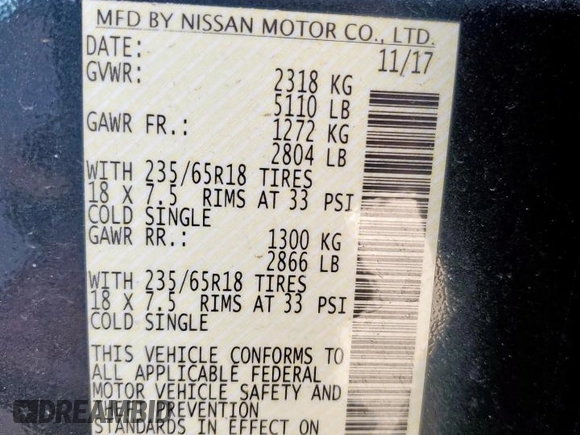 MFD BY NISSAN MOTOR CO., LTD.
DATE: 11/17
GVWR: 2318 KG
5110 LB
GAWR FR.: 1272 KG
2804 LB
WITH 235/65R18 TIRES
18 X 7.5 RIMS AT 33 PSI
COLD SINGLE
GAWR RR.: 1300 KG
2866 LB
WITH 235/65R18 TIRES
18 X 7.5 RIMS AT 33 PSI
COLD SINGLE
THIS VEHICLE CONFORMS TO
ALL APPLICABLE FEDERAL
MOTOR VEHICLE SAFETY AND
THEFT PREVENTION
STANDARDS IN EFFECT ON
DREAMBID